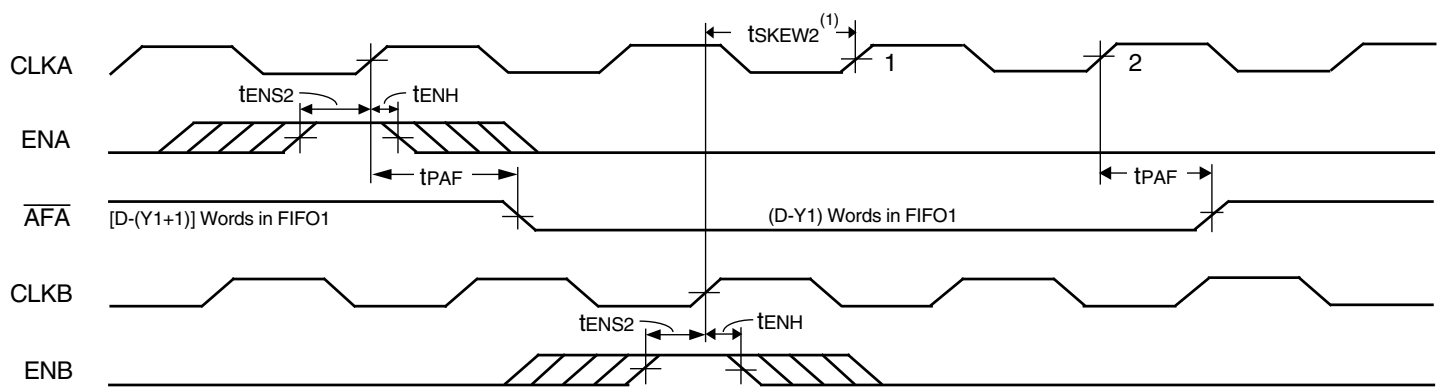 tSKEW2(1)
CLKA
1
2
tENS2
tENH
ENA
tPAF
tPAF
AFA
[D-(Y1+1)] Words in FIFO1
(D-Y1) Words in FIFO1
CLKB
tENS2
tENH
ENB